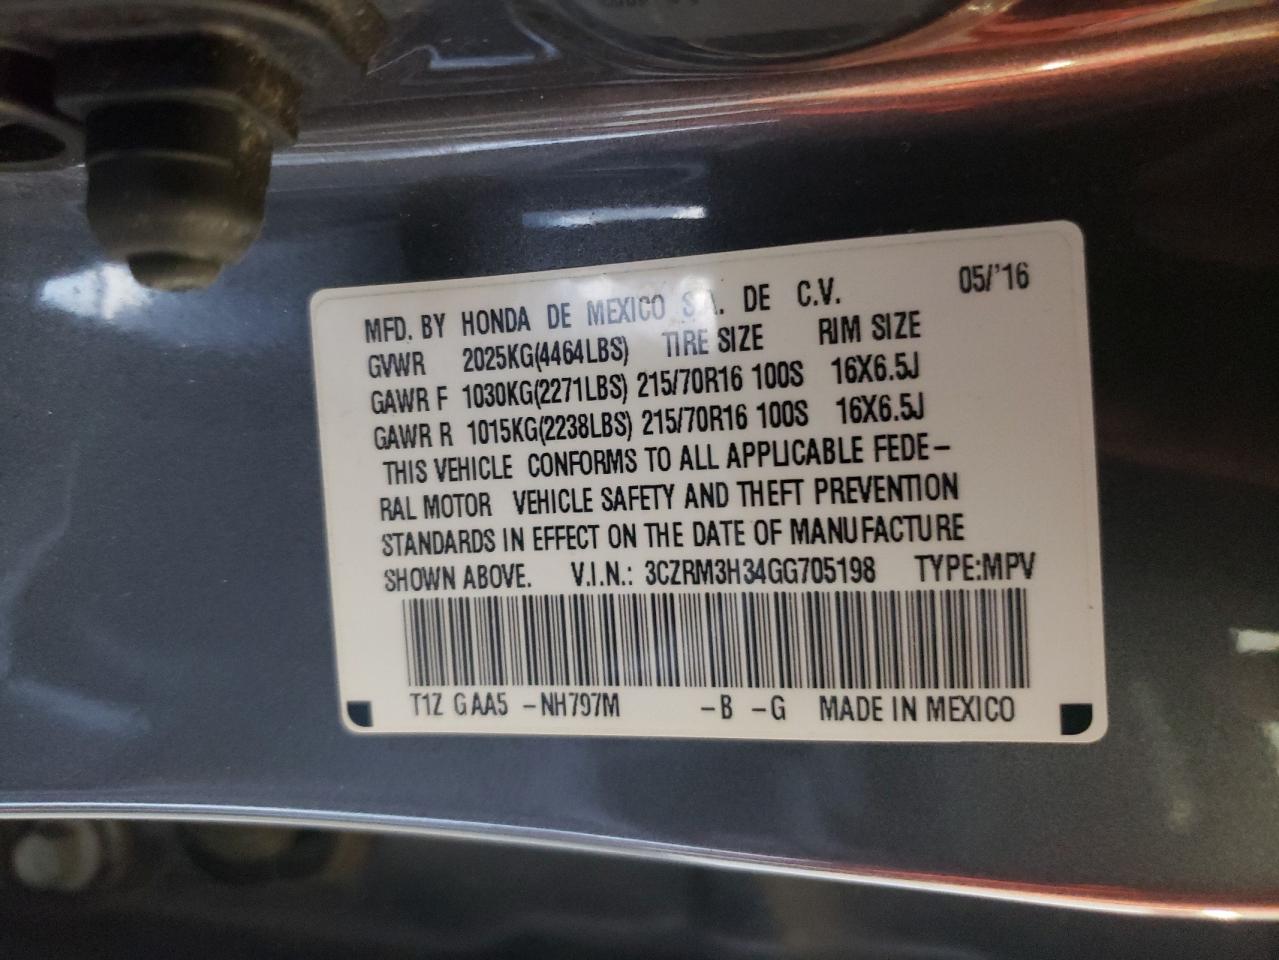 05/'16
MFD. BY HONDA DE MEXICO S.A. DE C.V.
GVWR 2025KG(4464LBS) TIRE SIZE RIM SIZE
GAWR F 1030KG(2271LBS) 215/70R16 100S 16X6.5J
GAWR R 1015KG(2238LBS) 215/70R16 100S 16X6.5J
THIS VEHICLE CONFORMS TO ALL APPLICABLE FEDE-
RAL MOTOR VEHICLE SAFETY AND THEFT PREVENTION
STANDARDS IN EFFECT ON THE DATE OF MANUFACTURE
SHOWN ABOVE. V.I.N.: 3CZRM3H34GG705198 TYPE:MPV
T1Z GAA5 -NH797M -B -G MADE IN MEXICO